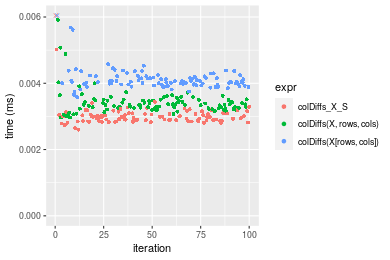 0.006
0.004
0.002
0.000
time (ms)
0
25
50
75
100
iteration
expr
colDiffs_X_S
colDiffs(X, rows, cols)
colDiffs(X[rows, cols])